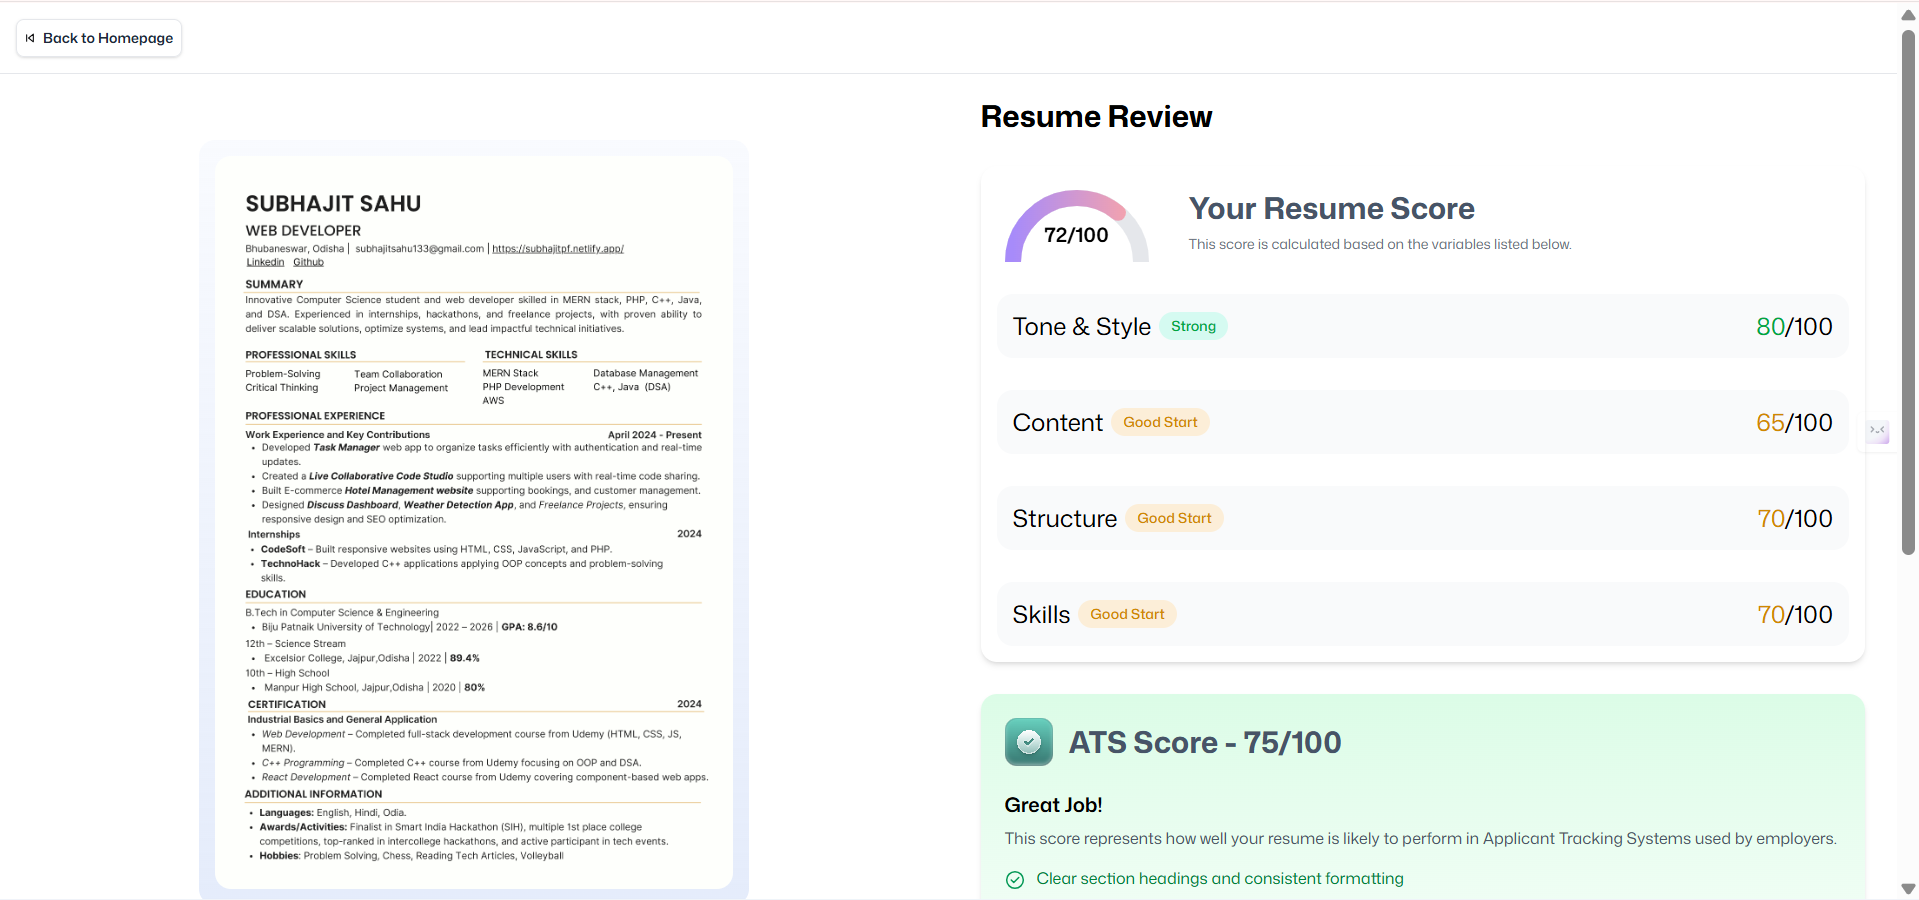 Back to Homepage
SUBHAJIT SAHU
WEB DEVELOPER
Bhubaneswar, Odisha | subhajitsahu133@gmail.com | https://subhajitpf.netlify.app/
Linkedin Github
SUMMARY
Innovative Computer Science student and web developer skilled in MERN stack, PHP, C++, Java,
and DSA. Experienced in internships, hackathons, and freelance projects, with proven ability to
deliver scalable solutions, optimize systems, and lead impactful technical initiatives.
PROFESSIONAL SKILLS
Problem-Solving Team Collaboration
Critical Thinking Project Management
TECHNICAL SKILLS
MERN Stack Database Management
PHP Development C++, Java (DSA)
AWS
PROFESSIONAL EXPERIENCE
Work Experience and Key Contributions April 2024 - Present
• Developed Task Manager web app to organize tasks efficiently with authentication and real-time
updates.
• Created a Live Collaborative Code Studio supporting multiple users with real-time code sharing.
• Built E-commerce Hotel Management website supporting bookings, and customer management.
• Designed Discuss Dashboard, Weather Detection App, and Freelance Projects, ensuring
responsive design and SEO optimization.
Internships 2024
• CodeSoft – Built responsive websites using HTML, CSS, JavaScript, and PHP.
• TechnoHack – Developed C++ applications applying OOP concepts and problem-solving
skills.
EDUCATION
B.Tech in Computer Science & Engineering
• Biju Patnaik University of Technology| 2022 – 2026 | GPA: 8.6/10
12th – Science Stream
• Excelsior College, Jajpur,Odisha | 2022 | 89.4%
10th – High School
• Manpur High School, Jajpur,Odisha | 2020 | 80%
CERTIFICATION 2024
Industrial Basics and General Application
• Web Development – Completed full-stack development course from Udemy (HTML, CSS, JS,
MERN).
• C++ Programming – Completed C++ course from Udemy focusing on OOP and DSA.
• React Development – Completed React course from Udemy covering component-based web apps.
ADDITIONAL INFORMATION
• Languages: English, Hindi, Odia.
• Awards/Activities: Finalist in Smart India Hackathon (SIH), multiple 1st place college
competitions, top-ranked in intercollege hackathons, and active participant in tech events.
• Hobbies: Problem Solving, Chess, Reading Tech Articles, Volleyball
Resume Review
72/100
Your Resume Score
This score is calculated based on the variables listed below.
Tone & Style Strong 80/100
Content Good Start 65/100
Structure Good Start 70/100
Skills Good Start 70/100
ATS Score - 75/100
Great Job!
This score represents how well your resume is likely to perform in Applicant Tracking Systems used by employers.
Clear section headings and consistent formatting